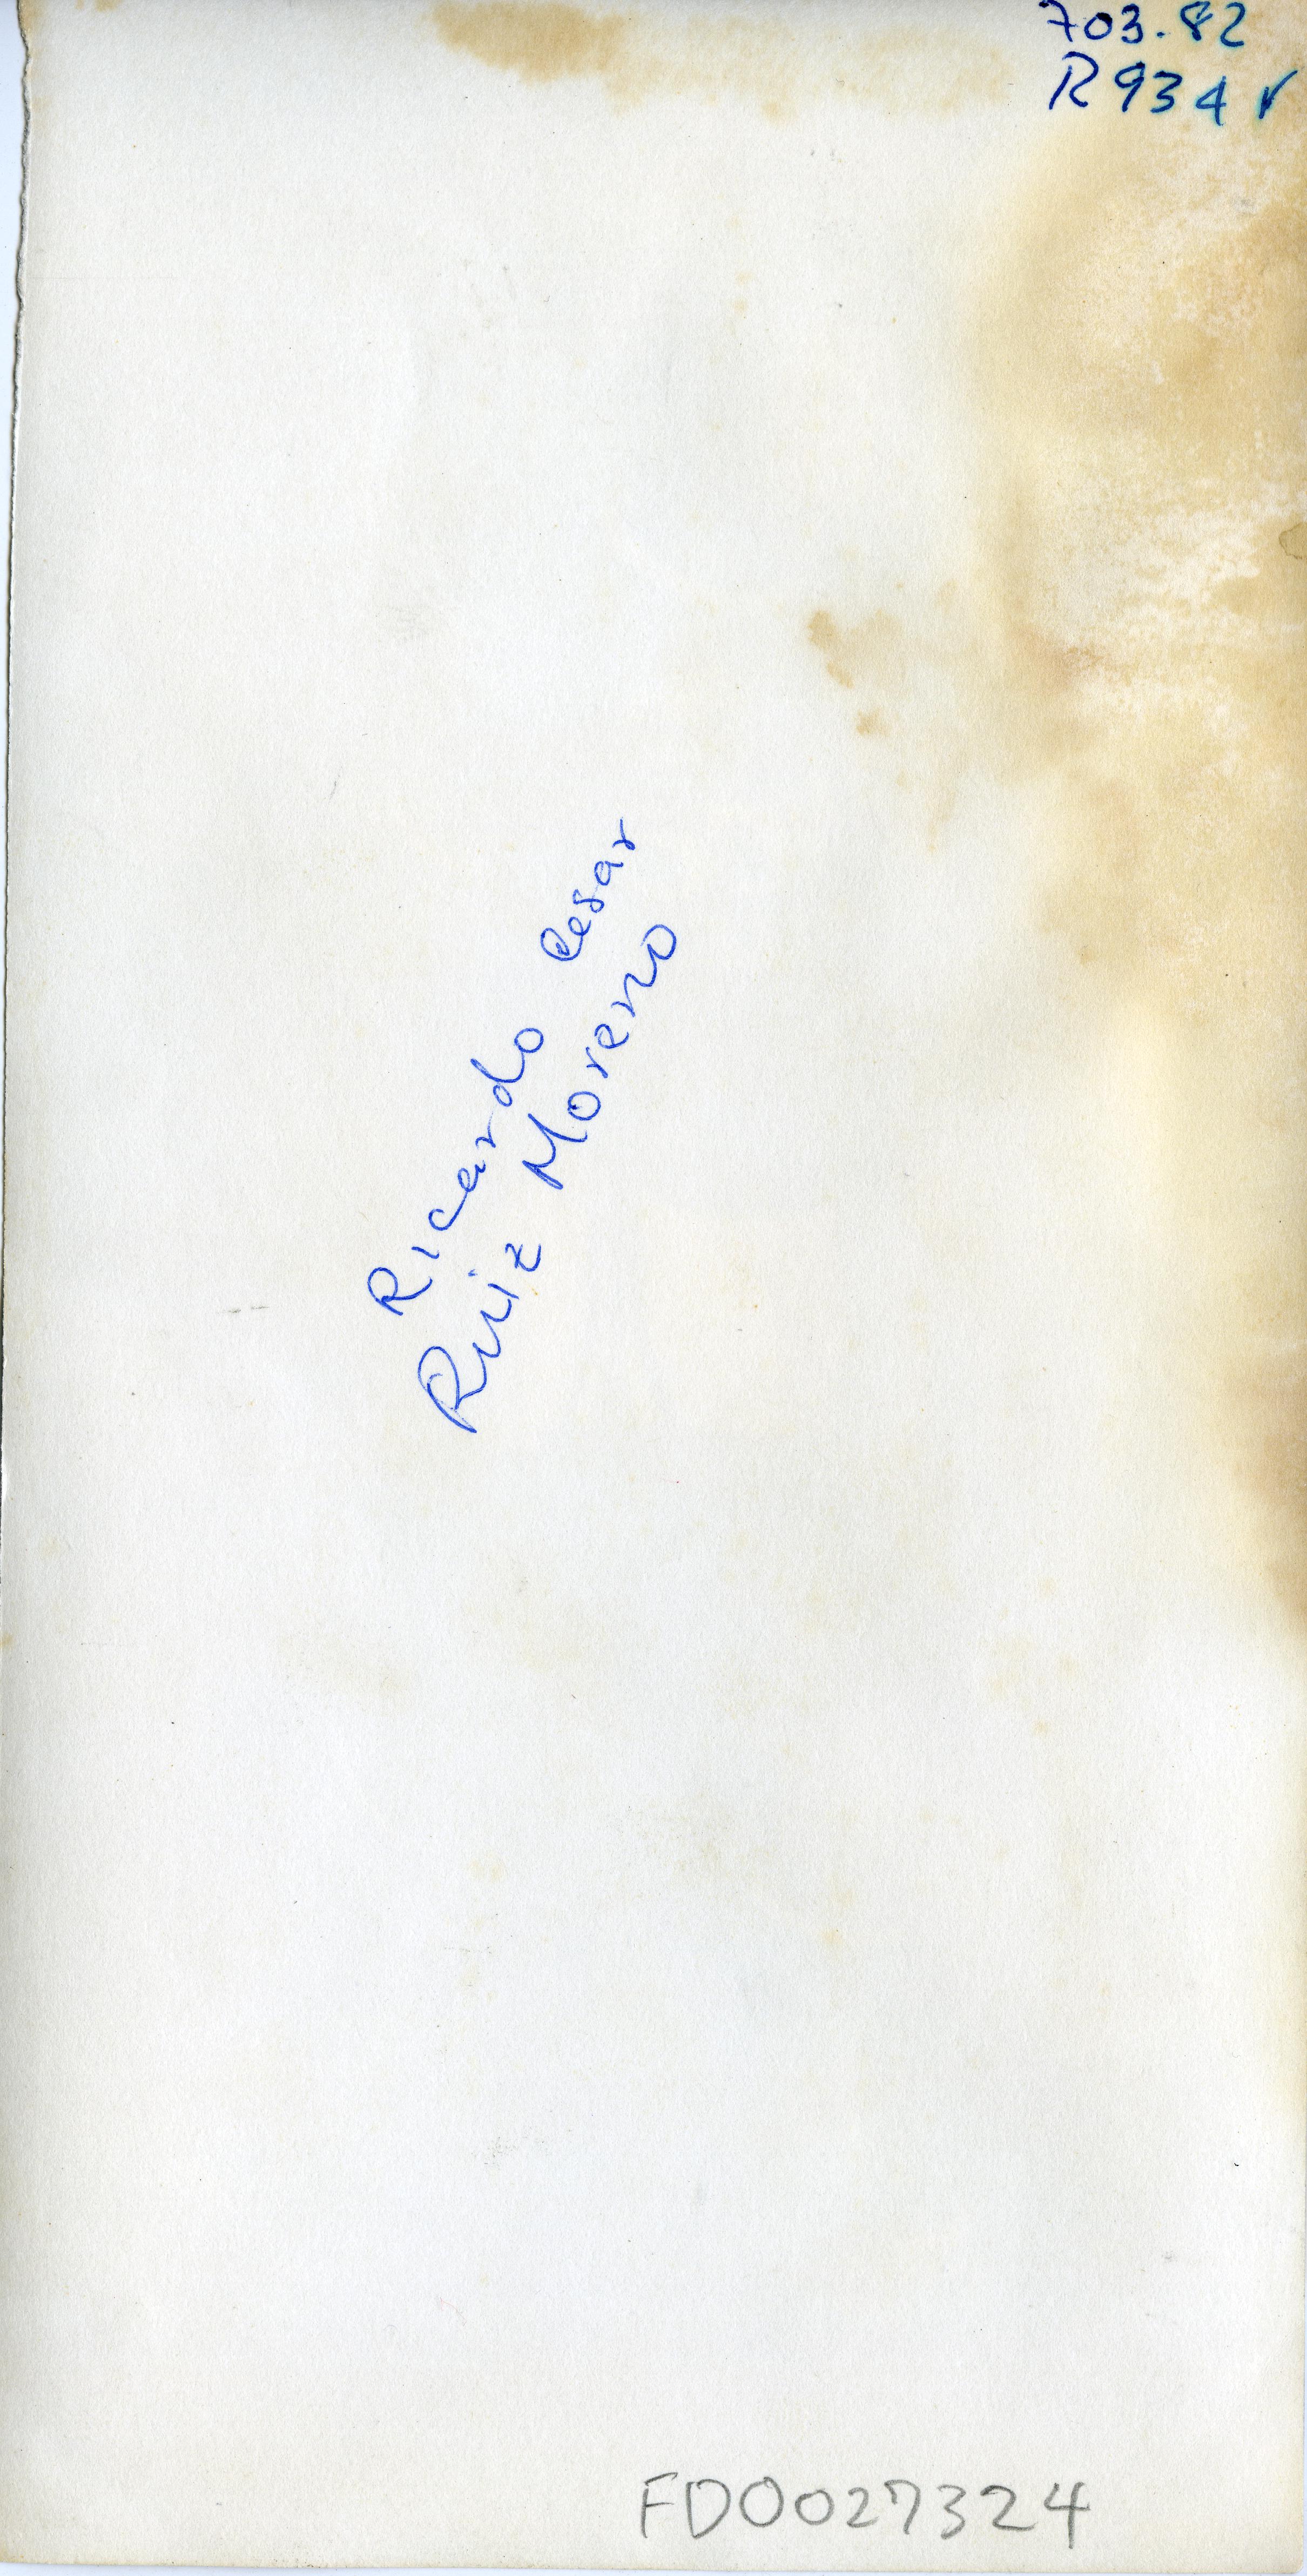 703.82
R934r
Ricardo Cesar
Ruiz Moreno
FD0027324